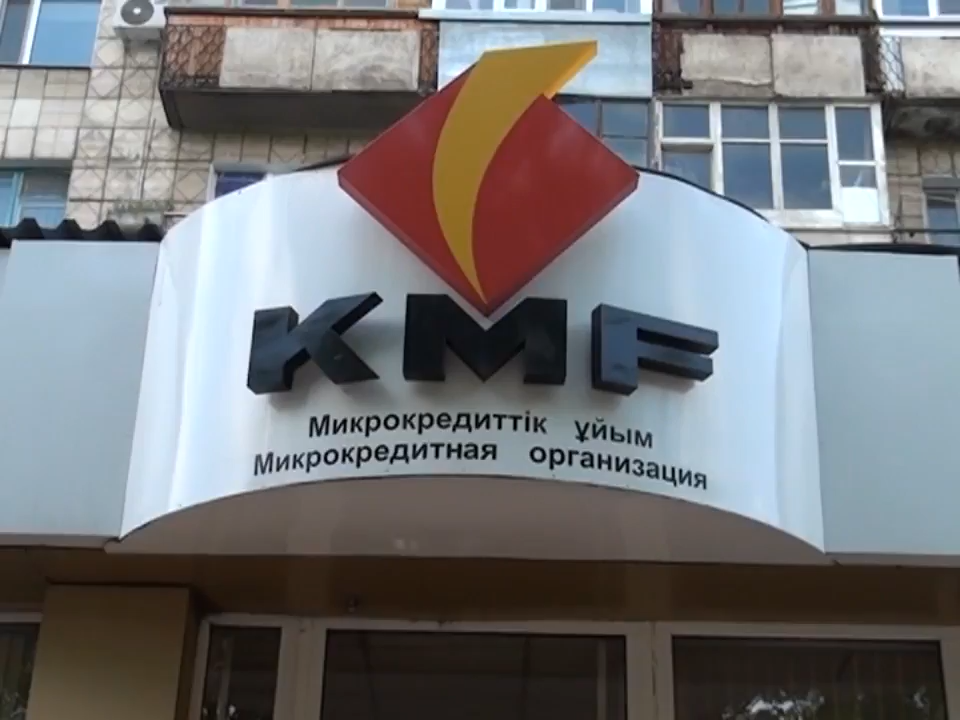 KMF
Микрокредиттік ұйым
Микрокредитная организация